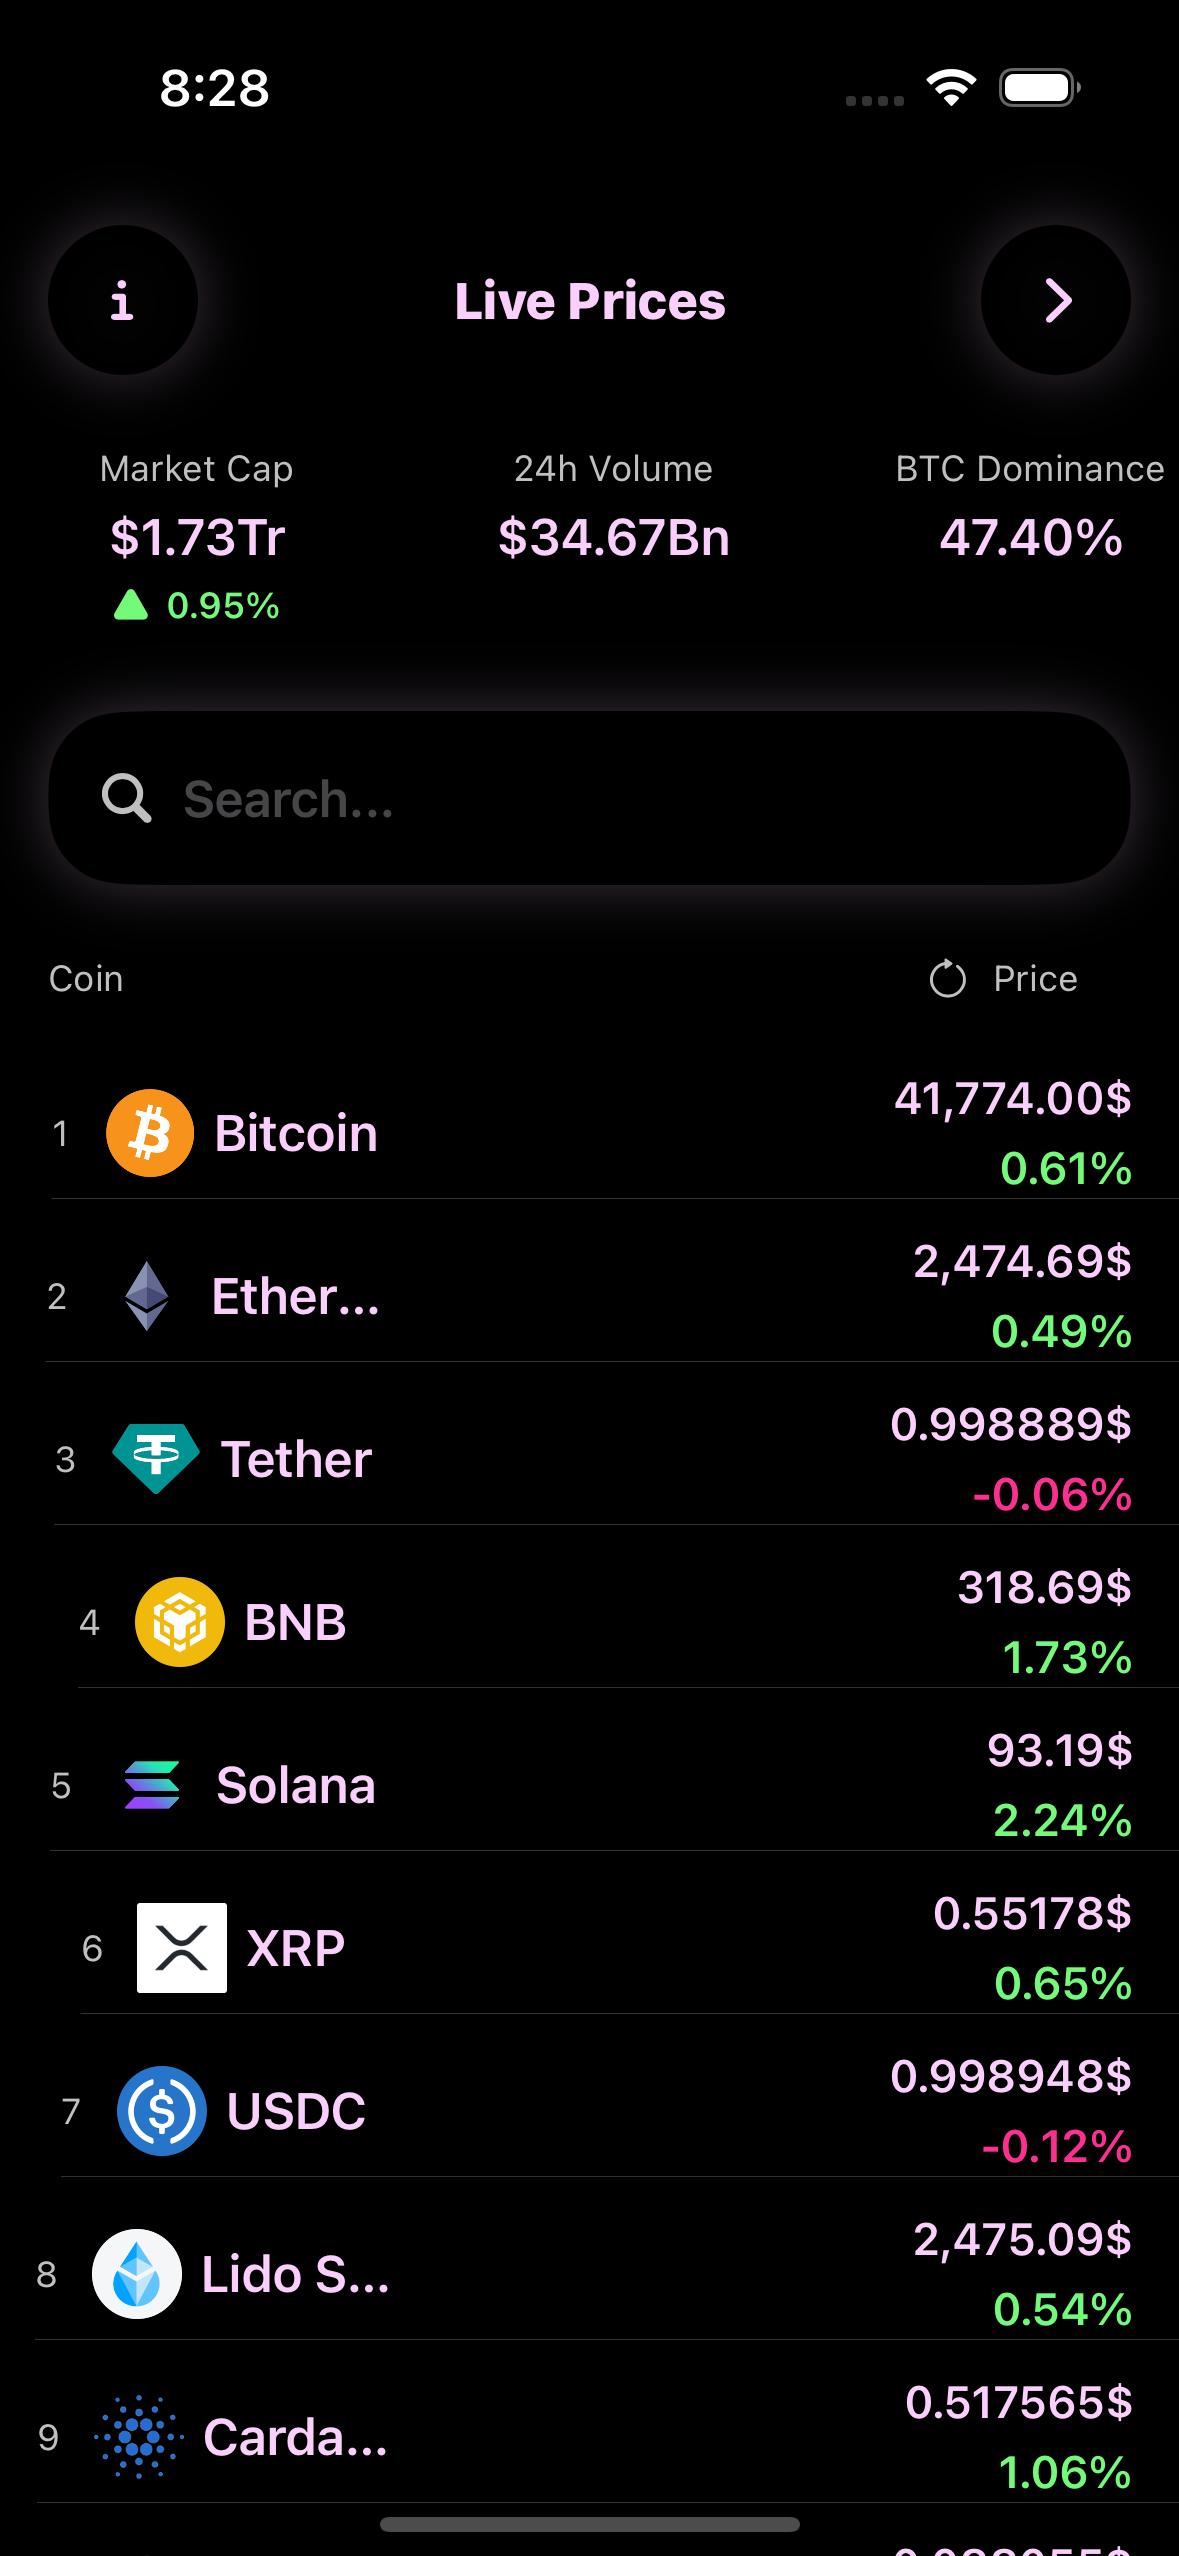 8:28
i
Live Prices
Market Cap 24h Volume BTC Dominance
$1.73Tr $34.67Bn 47.40%
0.95%
Search...
Coin Price
1 Bitcoin 41,774.00$
0.61%
2 Ether... 2,474.69$
0.49%
3 Tether 0.998889$
-0.06%
4 BNB 318.69$
1.73%
5 Solana 93.19$
2.24%
6 XRP 0.55178$
0.65%
7 USDC 0.998948$
-0.12%
8 Lido S... 2,475.09$
0.54%
9 Carda... 0.517565$
1.06%